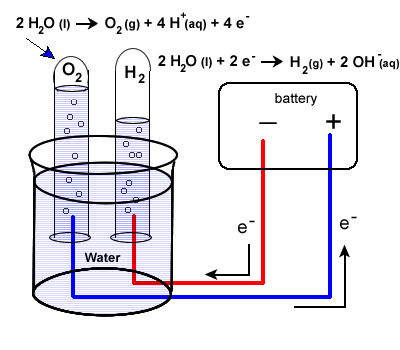 2 H₂O (l) → O₂ (g) + 4 H⁺(aq) + 4 e⁻
2 H₂O (l) + 2 e⁻ → H₂(g) + 2 OH⁻(aq)
O₂
H₂
battery
— +
e⁻
e⁻
Water